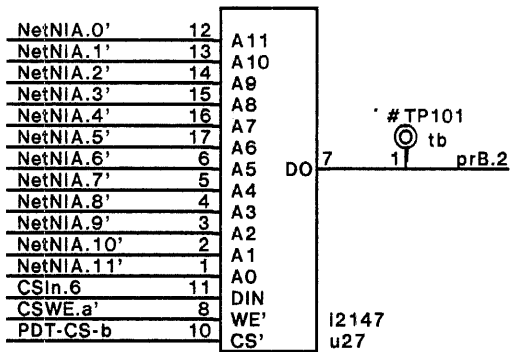 NetNIA.0' 12 A11
NetNIA.1' 13 A10
NetNIA.2' 14 A9
NetNIA.3' 15 A8
NetNIA.4' 16 A7
NetNIA.5' 17 A6
NetNIA.6' 6 A5 DO 7 1 prB.2
#TP101
tb
NetNIA.7' 5 A4
NetNIA.8' 4 A3
NetNIA.9' 3 A2
NetNIA.10' 2 A1
NetNIA.11' 1 A0
CSIn.6 11 DIN
CSWE.a' 8 WE' i2147
PDT-CS-b 10 CS' u27